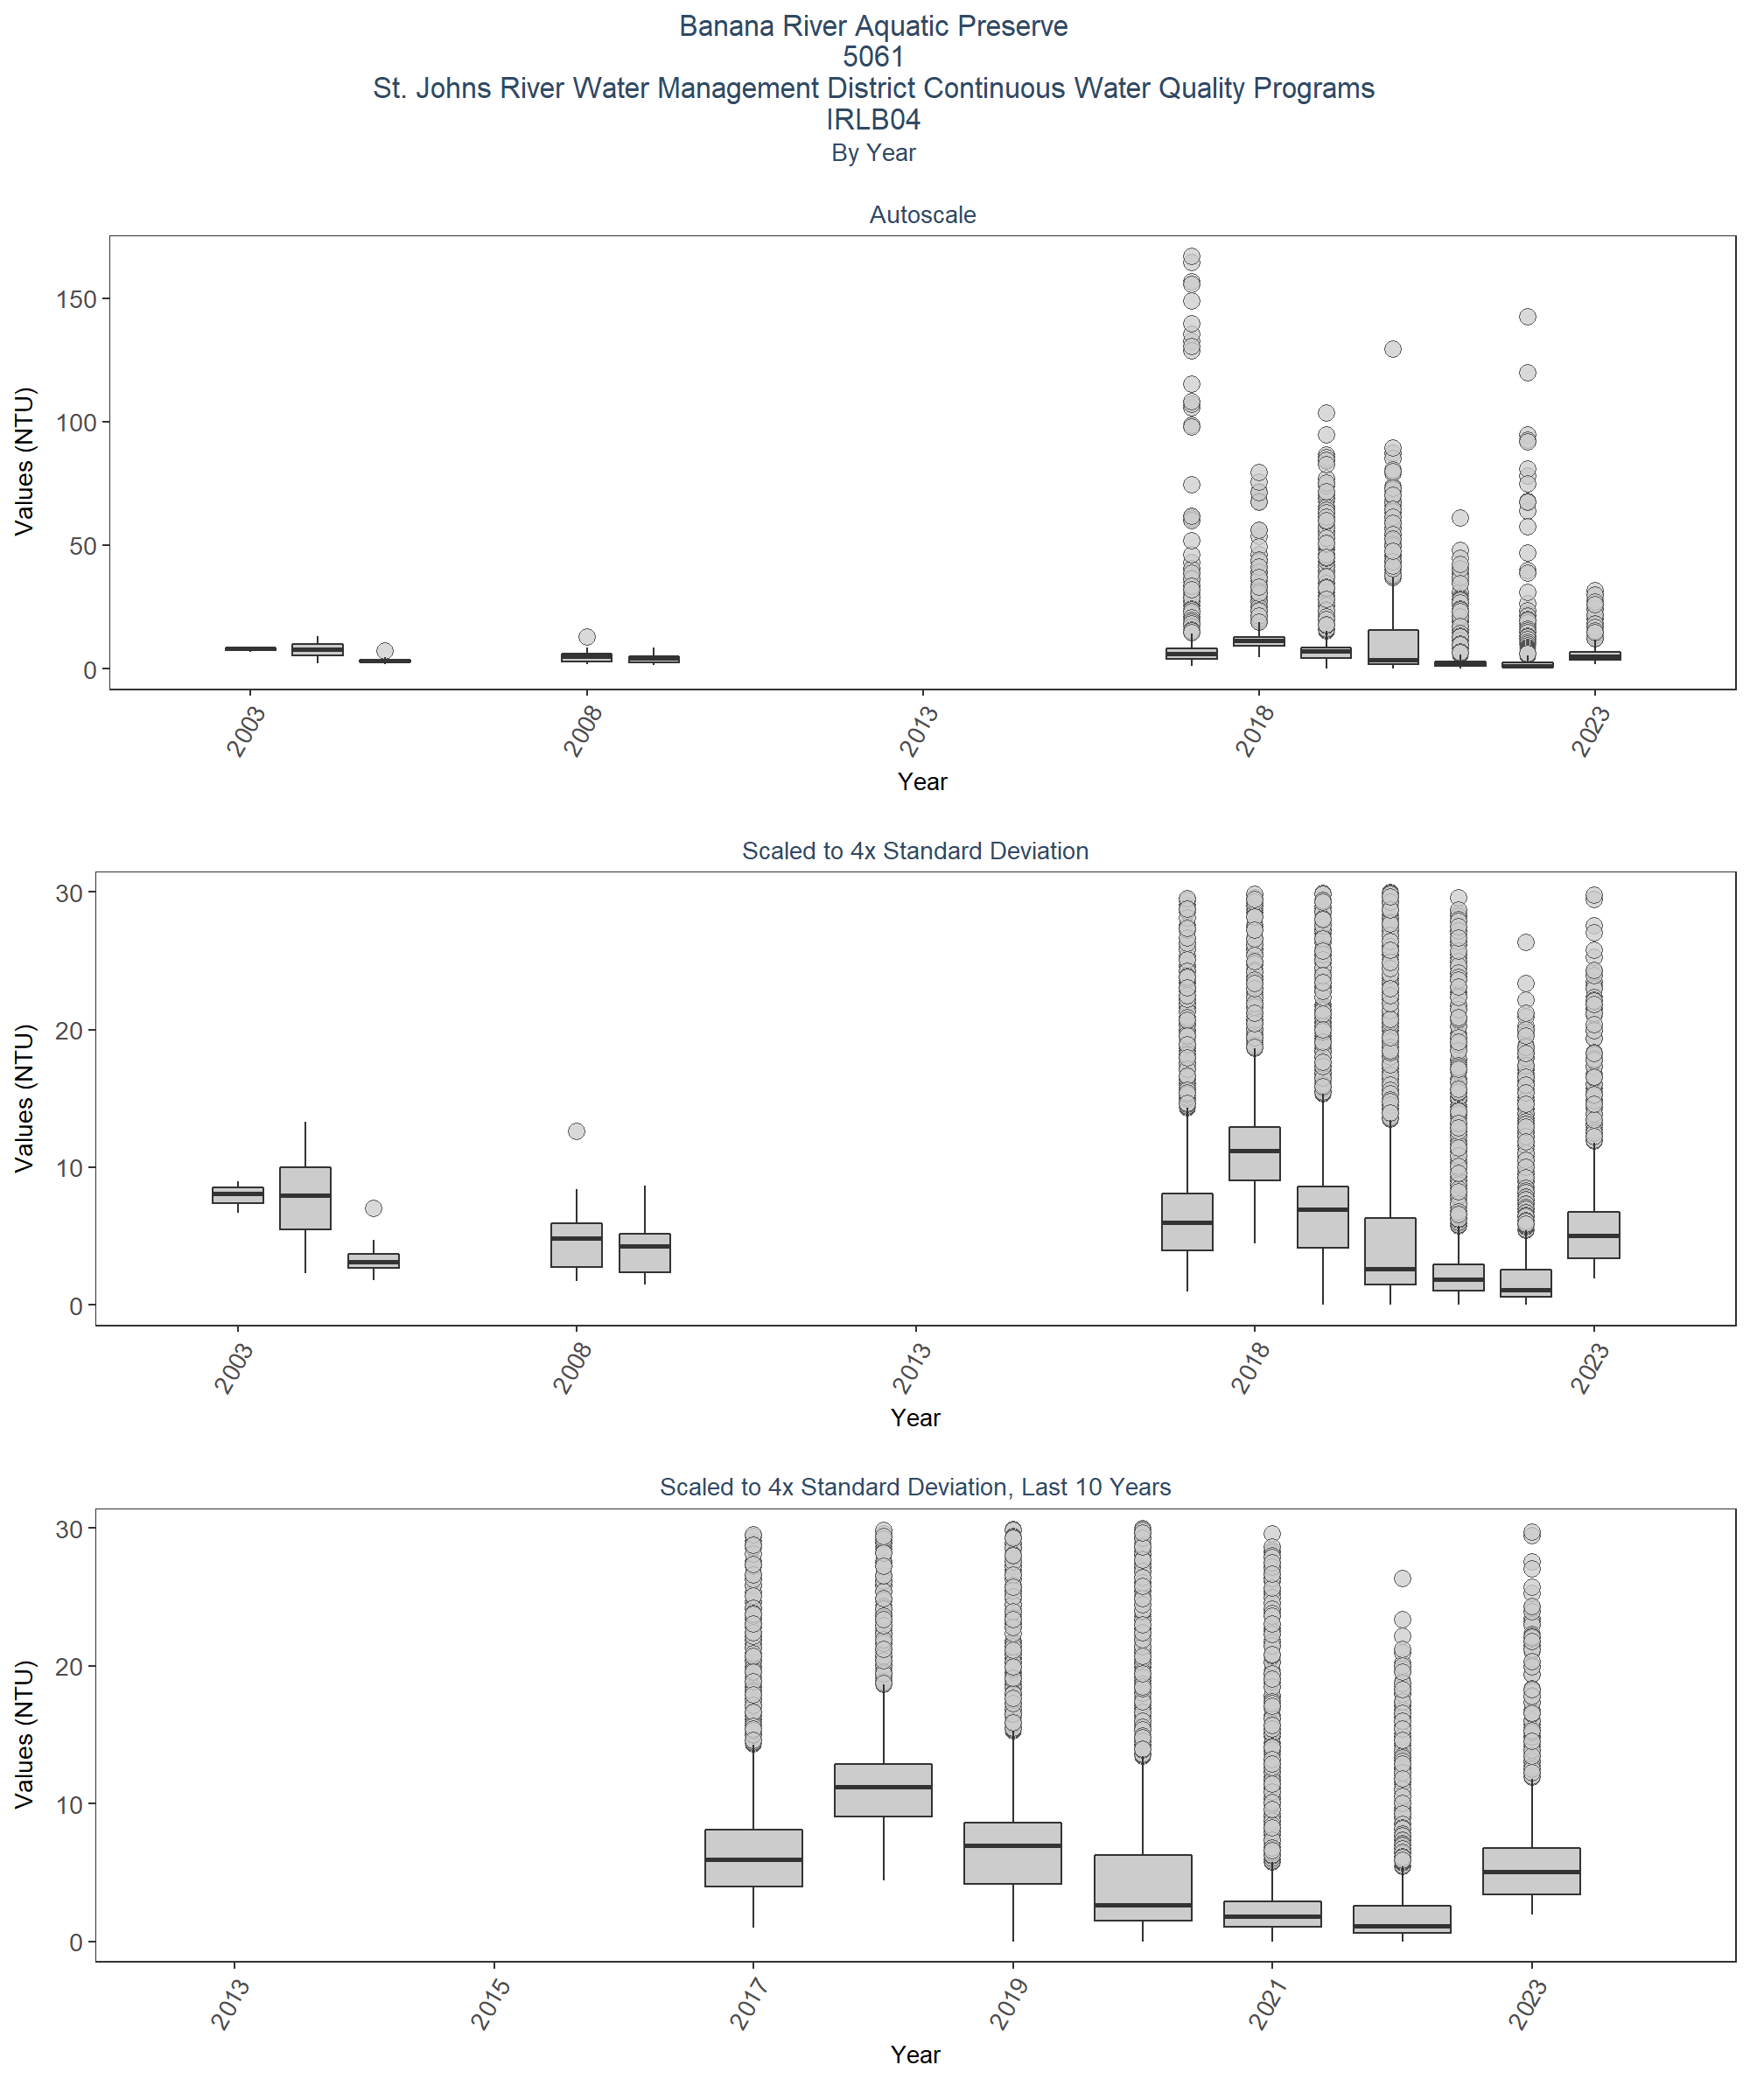 Banana River Aquatic Preserve
5061
St. Johns River Water Management District Continuous Water Quality Programs
IRLB04
By Year
Autoscale
Values (NTU)
150
100
50
0
2003
2008
2013
2018
2023
Year
Scaled to 4x Standard Deviation
Values (NTU)
30
20
10
0
2003
2008
2013
2018
2023
Year
Scaled to 4x Standard Deviation, Last 10 Years
Values (NTU)
30
20
10
0
2013
2015
2017
2019
2021
2023
Year